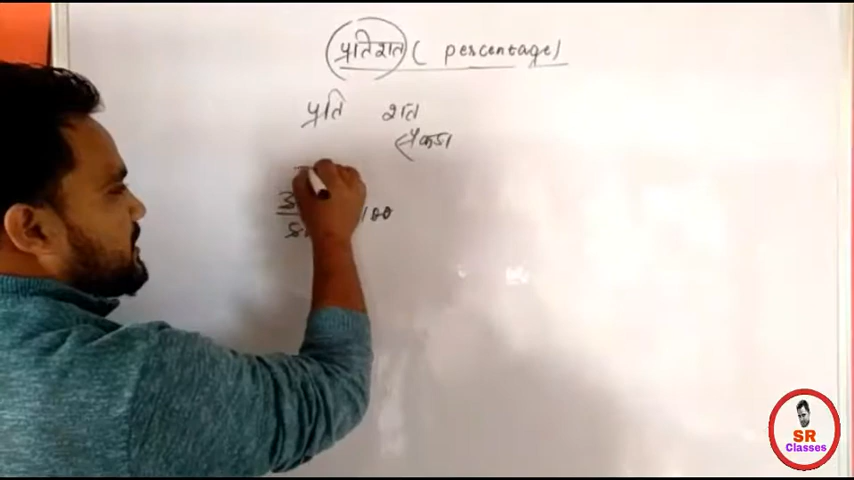 प्रतिशत ( percentage)
प्रति शत
सैकडा
100
SR
Classes